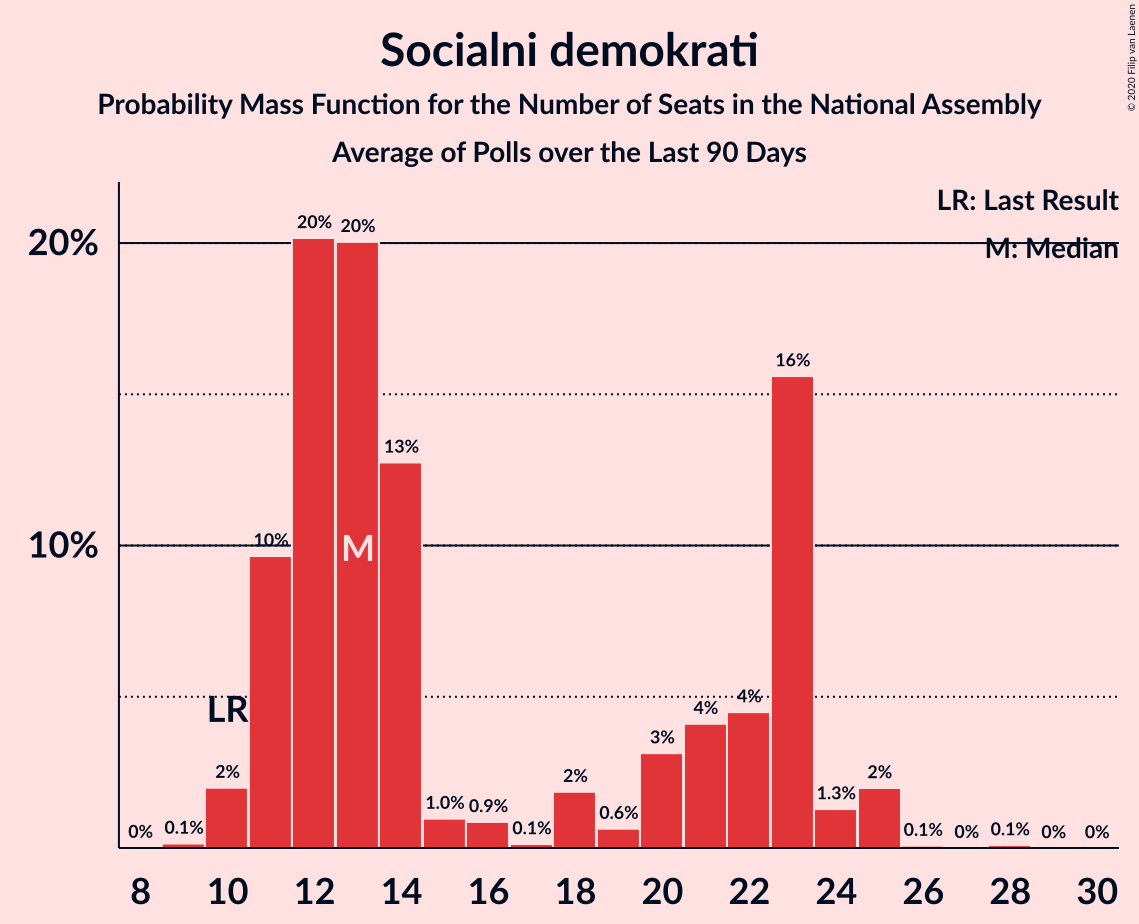 Socialni demokrati
Probability Mass Function for the Number of Seats in the National Assembly
Average of Polls over the Last 90 Days
© 2020 Filip van Laenen
LR: Last Result
M: Median
20%
10%
0%
0.1%
2%
10%
20%
20%
13%
1.0%
0.9%
0.1%
2%
0.6%
3%
4%
4%
16%
1.3%
2%
0.1%
0%
0.1%
0%
0%
LR
M
8 10 12 14 16 18 20 22 24 26 28 30